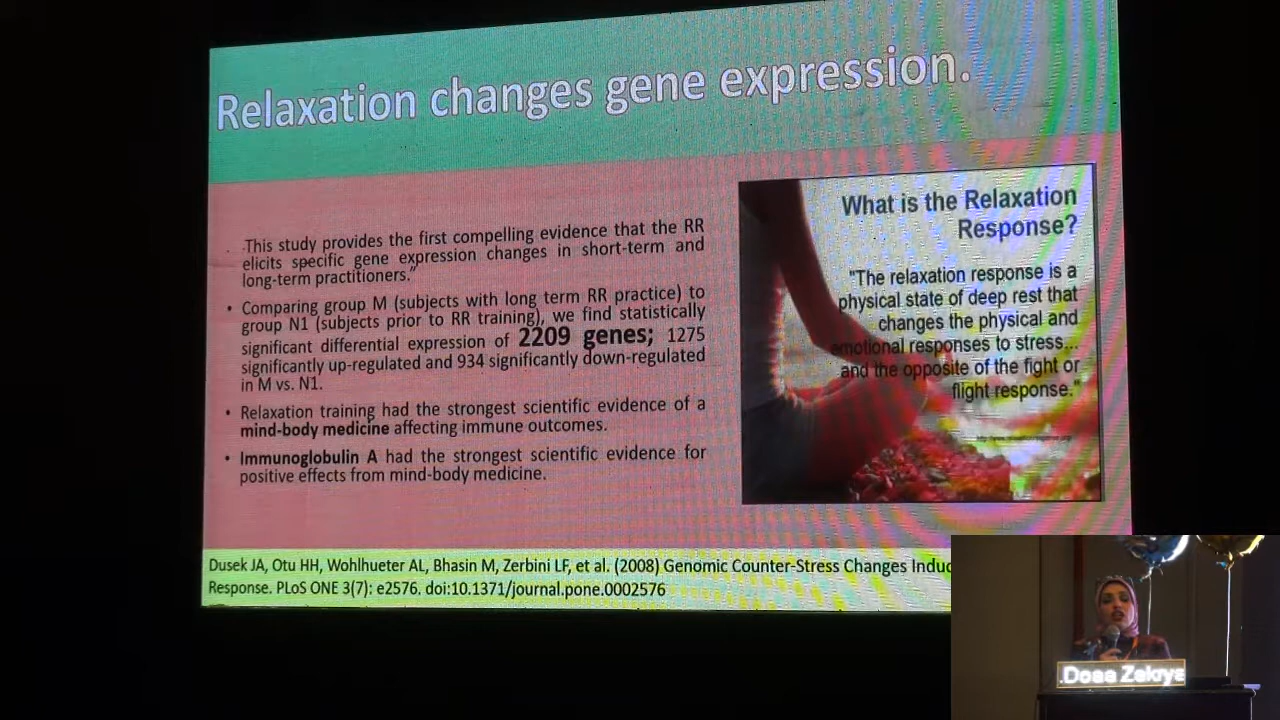 Relaxation changes gene expression.
.This study provides the first compelling evidence that the RR
elicits specific gene expression changes in short-term and
long-term practitioners."
• Comparing group M (subjects with long term RR practice) to
group N1 (subjects prior to RR training), we find statistically
significant differential expression of 2209 genes; 1275
significantly up-regulated and 934 significantly down-regulated
in M vs. N1.
• Relaxation training had the strongest scientific evidence of a
mind-body medicine affecting immune outcomes.
• Immunoglobulin A had the strongest scientific evidence for
positive effects from mind-body medicine.
What is the Relaxation
Response?
"The relaxation response is a
physical state of deep rest that
changes the physical and
emotional responses to stress...
and the opposite of the fight or
flight response."
Dusek JA, Otu HH, Wohlhueter AL, Bhasin M, Zerbini LF, et al. (2008) Genomic Counter-Stress Changes Induc
Response. PLoS ONE 3(7): e2576. doi:10.1371/journal.pone.0002576
.Doaa Zakrya